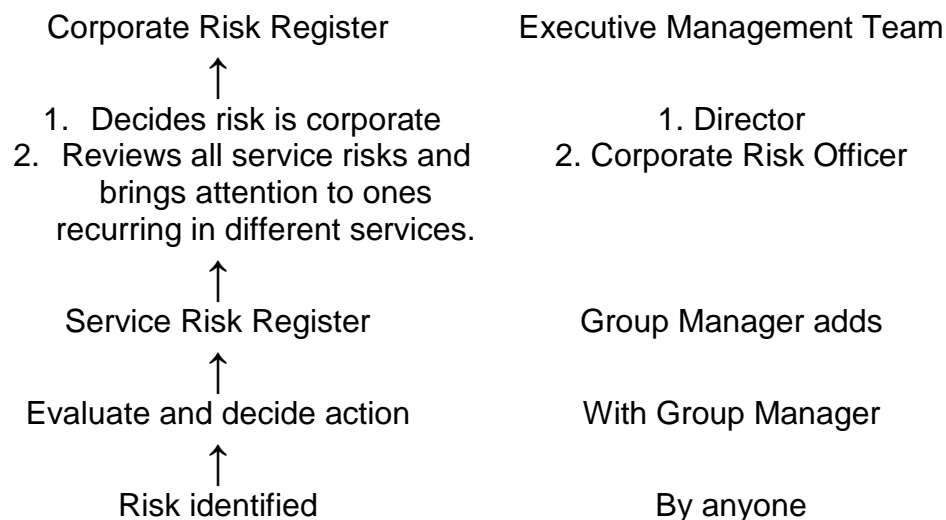 Corporate Risk Register Executive Management Team
↑
1. Decides risk is corporate 1. Director
2. Reviews all service risks and 2. Corporate Risk Officer
brings attention to ones
recurring in different services.
↑
Service Risk Register Group Manager adds
↑
Evaluate and decide action With Group Manager
↑
Risk identified By anyone